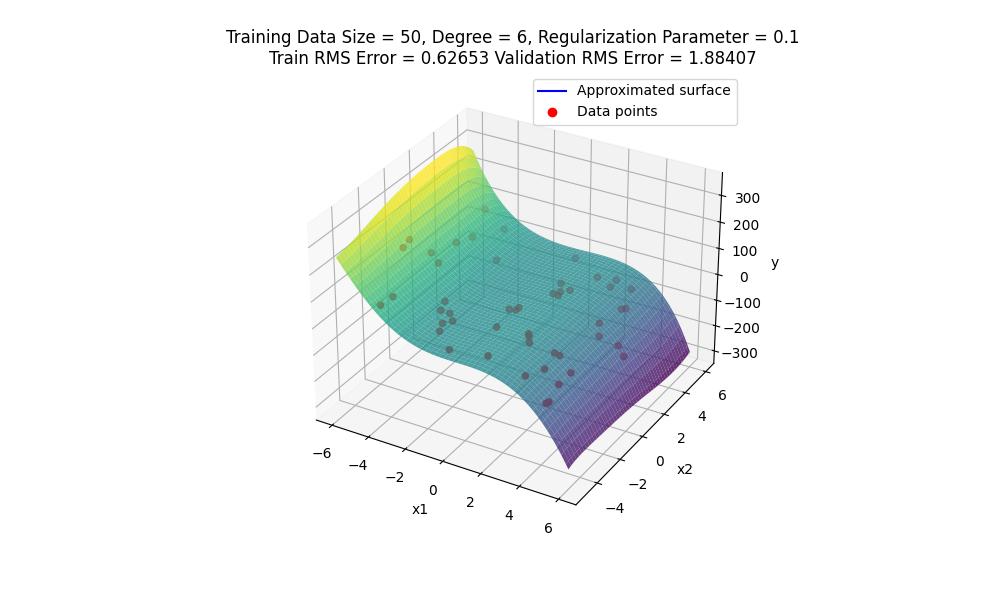 Training Data Size = 50, Degree = 6, Regularization Parameter = 0.1
Train RMS Error = 0.62653 Validation RMS Error = 1.88407
Approximated surface
Data points
300
200
100
0
−100
−200
−300
y
−6
−4
−2
0
2
4
6
x1
−4
−2
0
2
4
6
x2